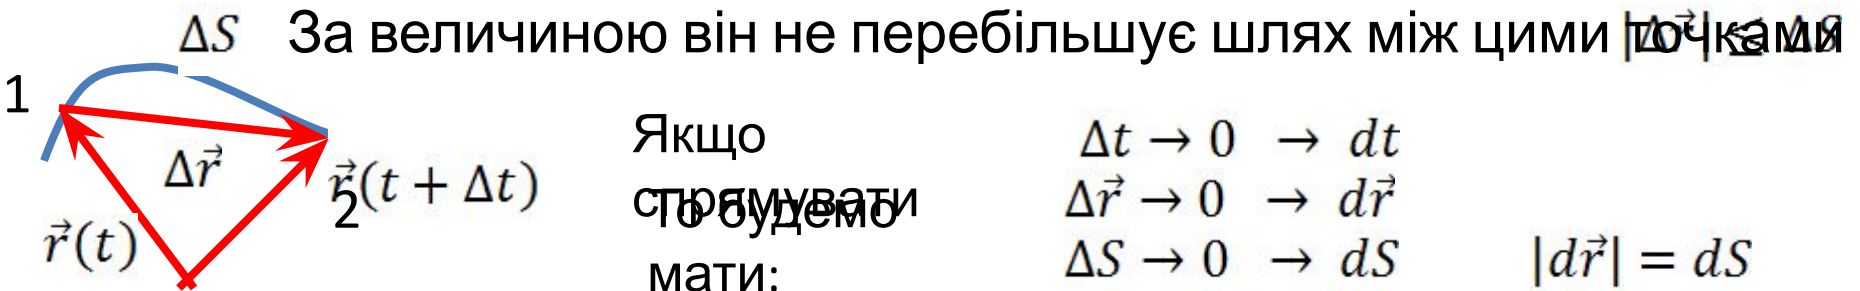 ΔS За величиною він не перебільшує шлях між цими точками |Δr⃗| ≤ ΔS
1
Якщо
Δt → 0 → dt
Δr⃗
r⃗(t + Δt)
2
спрямувати
Δr⃗ → 0 → dr⃗
то будемо
r⃗(t)
мати:
ΔS → 0 → dS |dr⃗| = dS